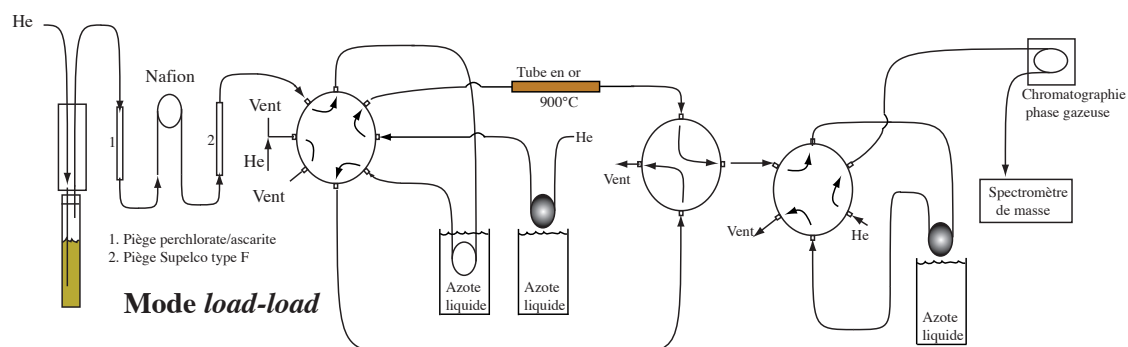 He
Nafion
1
2
1. Piège perchlorate/ascarite
2. Piège Supelco type F
Mode load-load
Vent
He
Vent
Azote
liquide
Azote
liquide
He
Tube en or
900°C
Vent
Vent
He
Azote
liquide
Chromatographie
phase gazeuse
Spectromètre
de masse